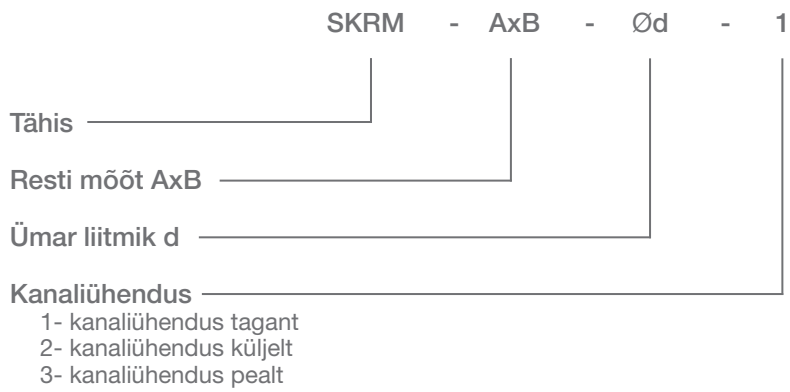 SKRM - AxB - Ød - 1
Tähis
Resti mõõt AxB
Ümar liitmik d
Kanaliühendus
1- kanaliühendus tagant
2- kanaliühendus küljelt
3- kanaliühendus pealt